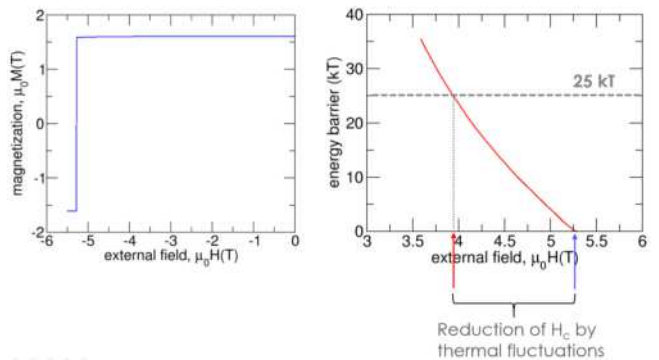 2
1
0
-1
-2
magnetization, μ₀M(T)
-6 -5 -4 -3 -2 -1 0
external field, μ₀H(T)
40
30
20
10
0
energy barrier (kT)
25 kT
3 3.5 4 4.5 5 5.5 6
external field, μ₀H(T)
Reduction of Hc by
thermal fluctuations